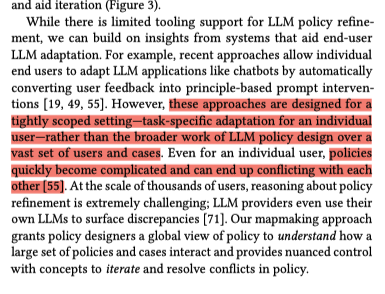 and aid iteration (Figure 3).
While there is limited tooling support for LLM policy refine-
ment, we can build on insights from systems that aid end-user
LLM adaptation. For example, recent approaches allow individual
end users to adapt LLM applications like chatbots by automatically
converting user feedback into principle-based prompt interven-
tions [19, 49, 55]. However, these approaches are designed for a
tightly scoped setting—task-specific adaptation for an individual
user—rather than the broader work of LLM policy design over a
vast set of users and cases. Even for an individual user, policies
quickly become complicated and can end up conflicting with each
other [55]. At the scale of thousands of users, reasoning about policy
refinement is extremely challenging; LLM providers even use their
own LLMs to surface discrepancies [71]. Our mapmaking approach
grants policy designers a global view of policy to understand how a
large set of policies and cases interact and provides nuanced control
with concepts to iterate and resolve conflicts in policy.